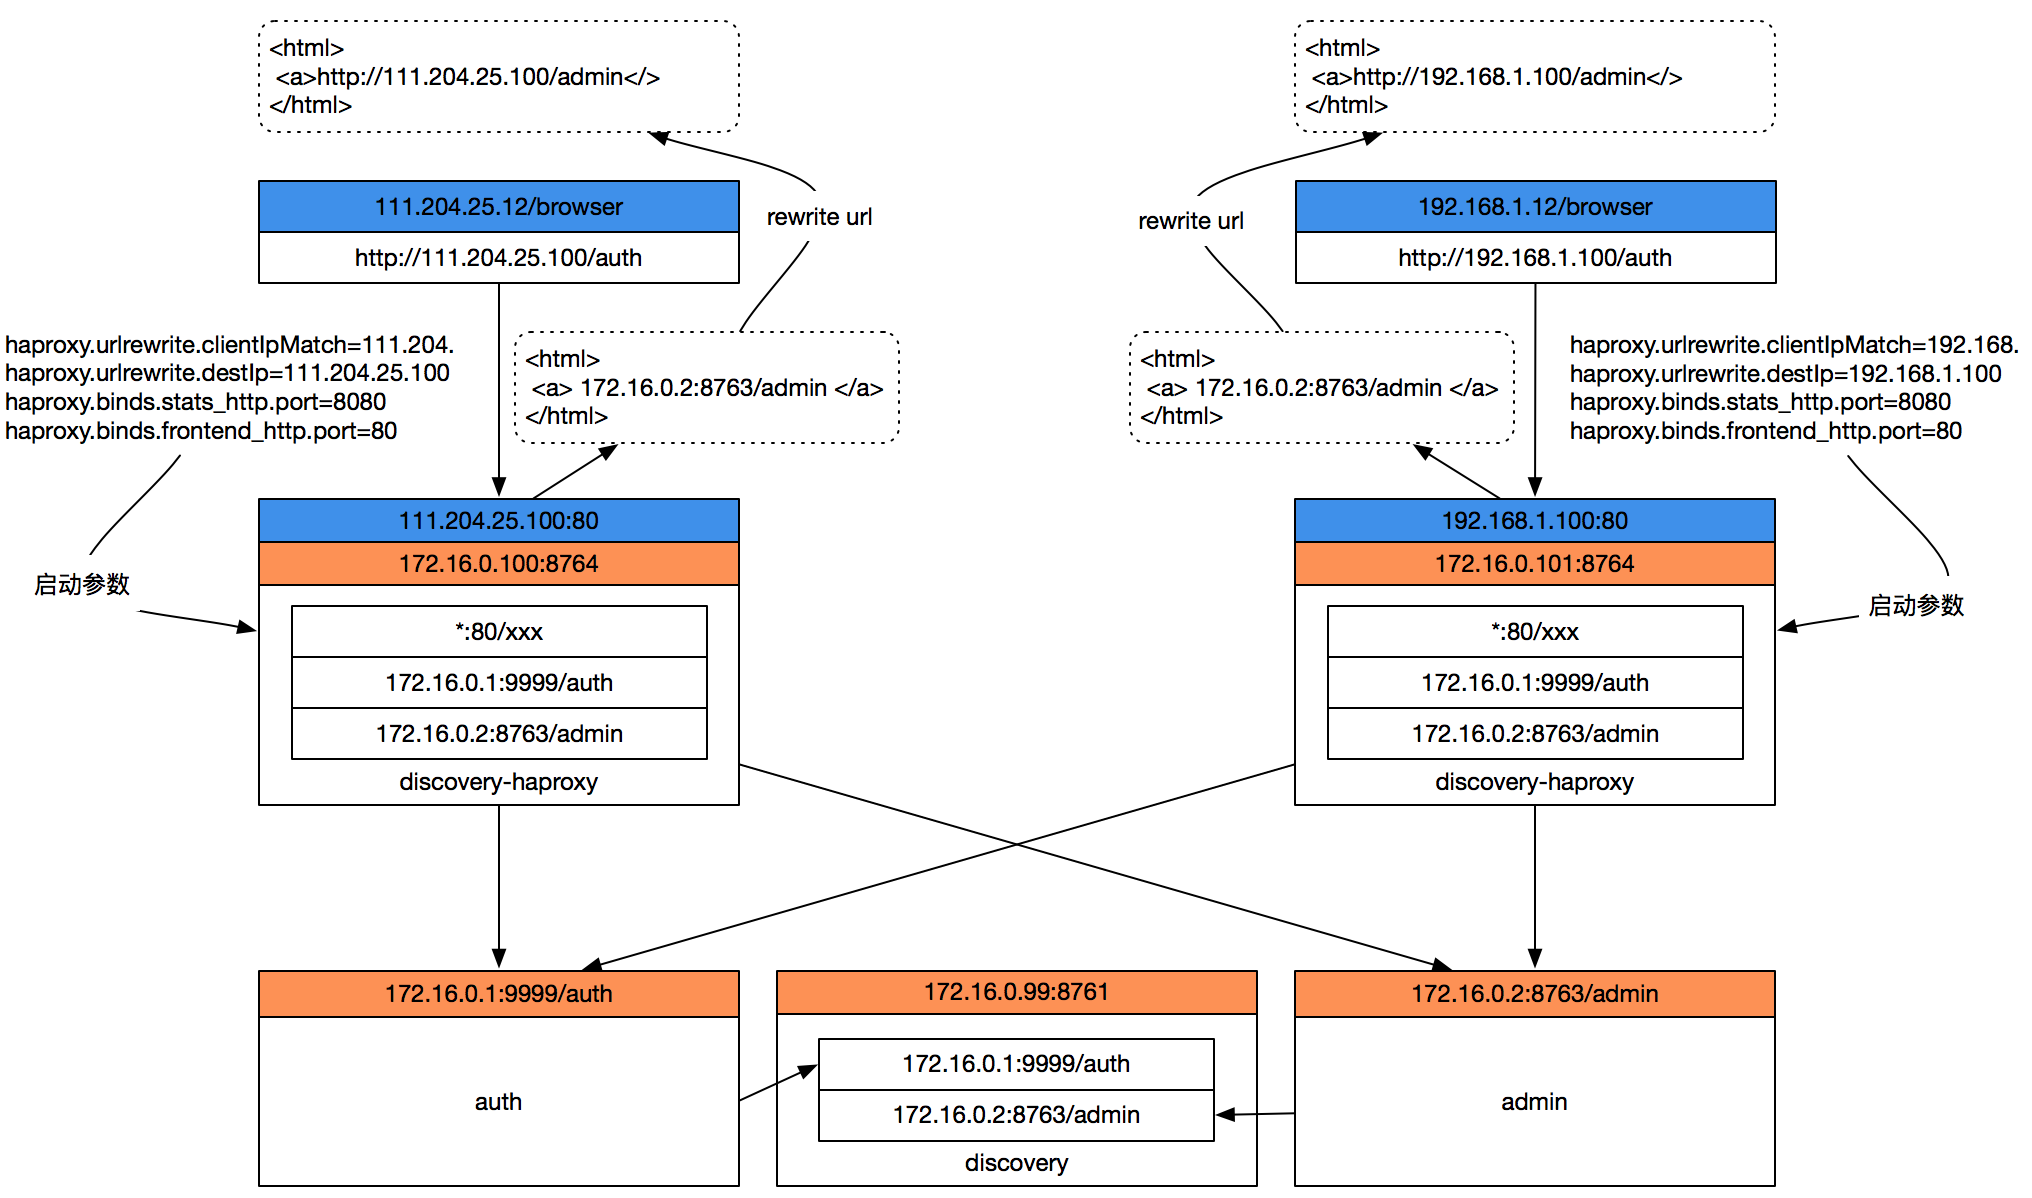 <html>
<a>http://111.204.25.100/admin</>
</html>
<html>
<a>http://192.168.1.100/admin</>
</html>
111.204.25.12/browser
http://111.204.25.100/auth
rewrite url
rewrite url
192.168.1.12/browser
http://192.168.1.100/auth
haproxy.urlrewrite.clientIpMatch=111.204.
haproxy.urlrewrite.destIp=111.204.25.100
haproxy.binds.stats_http.port=8080
haproxy.binds.frontend_http.port=80
<html>
<a> 172.16.0.2:8763/admin </a>
</html>
<html>
<a> 172.16.0.2:8763/admin </a>
</html>
haproxy.urlrewrite.clientIpMatch=192.168.
haproxy.urlrewrite.destIp=192.168.1.100
haproxy.binds.stats_http.port=8080
haproxy.binds.frontend_http.port=80
启动参数
111.204.25.100:80
172.16.0.100:8764
*:80/xxx
172.16.0.1:9999/auth
172.16.0.2:8763/admin
discovery-haproxy
192.168.1.100:80
172.16.0.101:8764
*:80/xxx
172.16.0.1:9999/auth
172.16.0.2:8763/admin
discovery-haproxy
启动参数
172.16.0.1:9999/auth
auth
172.16.0.99:8761
172.16.0.1:9999/auth
172.16.0.2:8763/admin
discovery
172.16.0.2:8763/admin
admin